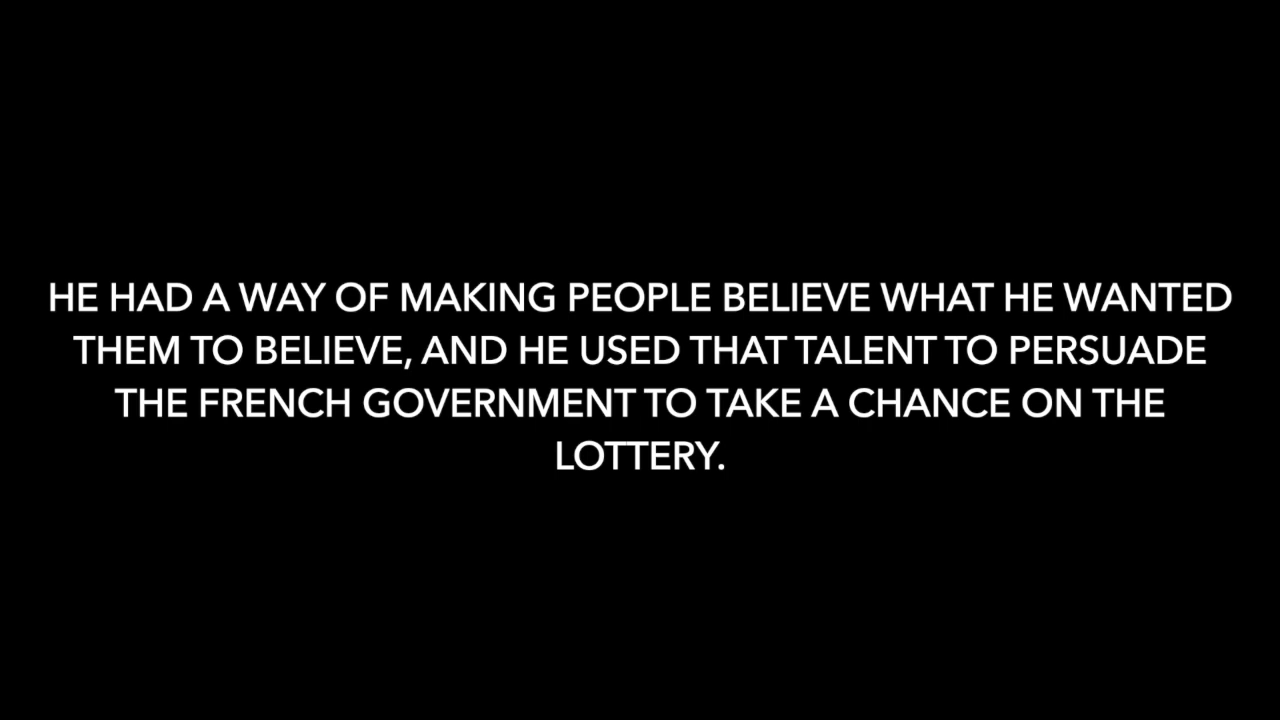 HE HAD A WAY OF MAKING PEOPLE BELIEVE WHAT HE WANTED
THEM TO BELIEVE, AND HE USED THAT TALENT TO PERSUADE
THE FRENCH GOVERNMENT TO TAKE A CHANCE ON THE
LOTTERY.